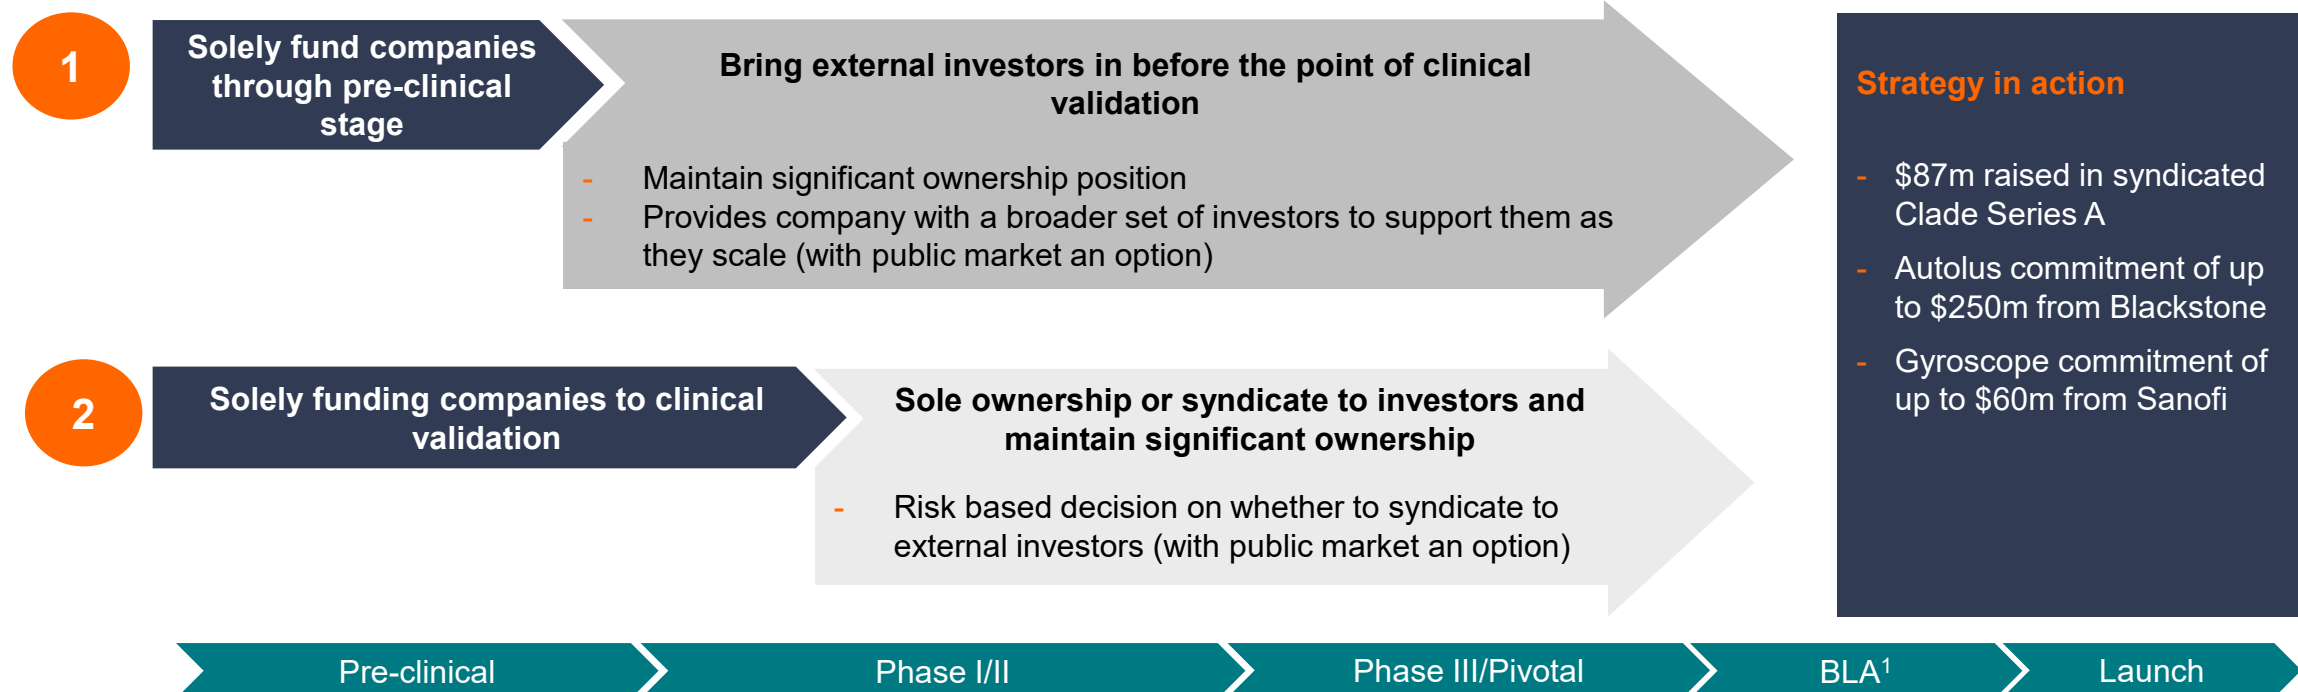 1
Solely fund companies
through pre-clinical
stage
Bring external investors in before the point of clinical
validation
- Maintain significant ownership position
- Provides company with a broader set of investors to support them as
they scale (with public market an option)
2
Solely funding companies to clinical
validation
Sole ownership or syndicate to investors and
maintain significant ownership
- Risk based decision on whether to syndicate to
external investors (with public market an option)
Strategy in action
- $87m raised in syndicated
Clade Series A
- Autolus commitment of up
to $250m from Blackstone
- Gyroscope commitment of
up to $60m from Sanofi
Pre-clinical
Phase I/II
Phase III/Pivotal
BLA¹
Launch